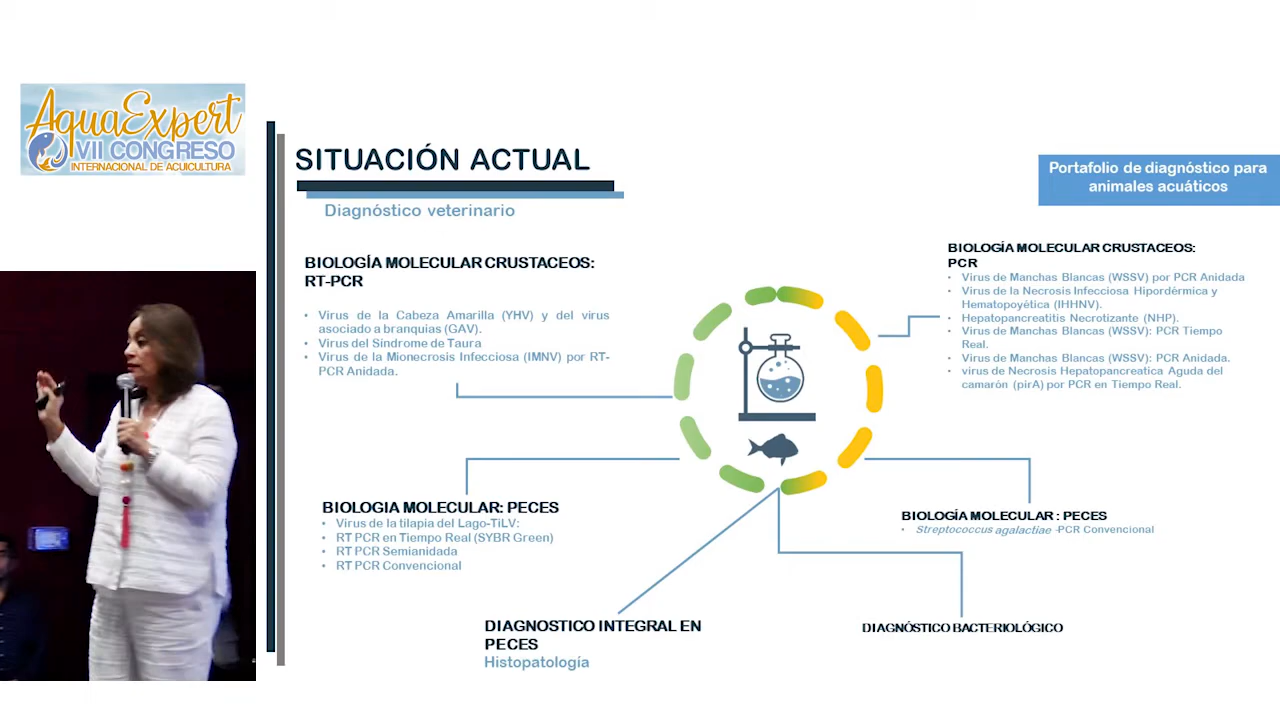 AquaExpert
VII CONGRESO
INTERNACIONAL DE ACUICULTURA
SITUACIÓN ACTUAL
Diagnóstico veterinario
Portafolio de diagnóstico para
animales acuáticos
BIOLOGÍA MOLECULAR CRUSTACEOS:
RT-PCR
• Virus de la Cabeza Amarilla (YHV) y del virus
asociado a branquias (GAV).
• Virus del Sindrome de Taura
• Virus de la Mionecrosis Infecciosa (IMNV) por RT-
PCR Anidada.
BIOLOGÍA MOLECULAR CRUSTACEOS:
PCR
• Virus de Manchas Blancas (WSSV) por PCR Anidada
• Virus de la Necrosis Infecciosa Hipordérmica y
Hematopoyética (IHHNV).
• Hepatopancreatitis Necrotizante (NHP).
• Virus de Manchas Blancas (WSSV): PCR Tiempo
Real.
• Virus de Manchas Blancas (WSSV): PCR Anidada.
• virus de Necrosis Hepatopancreatica Aguda del
camarón (pirA) por PCR en Tiempo Real.
BIOLOGIA MOLECULAR: PECES
• Virus de la tilapia del Lago-TiLV:
• RT PCR en Tiempo Real (SYBR Green)
• RT PCR Semianidada
• RT PCR Convencional
BIOLOGÍA MOLECULAR : PECES
• Streptococcus agalactiae -PCR Convencional
DIAGNOSTICO INTEGRAL EN
PECES
Histopatología
DIAGNÓSTICO BACTERIOLÓGICO